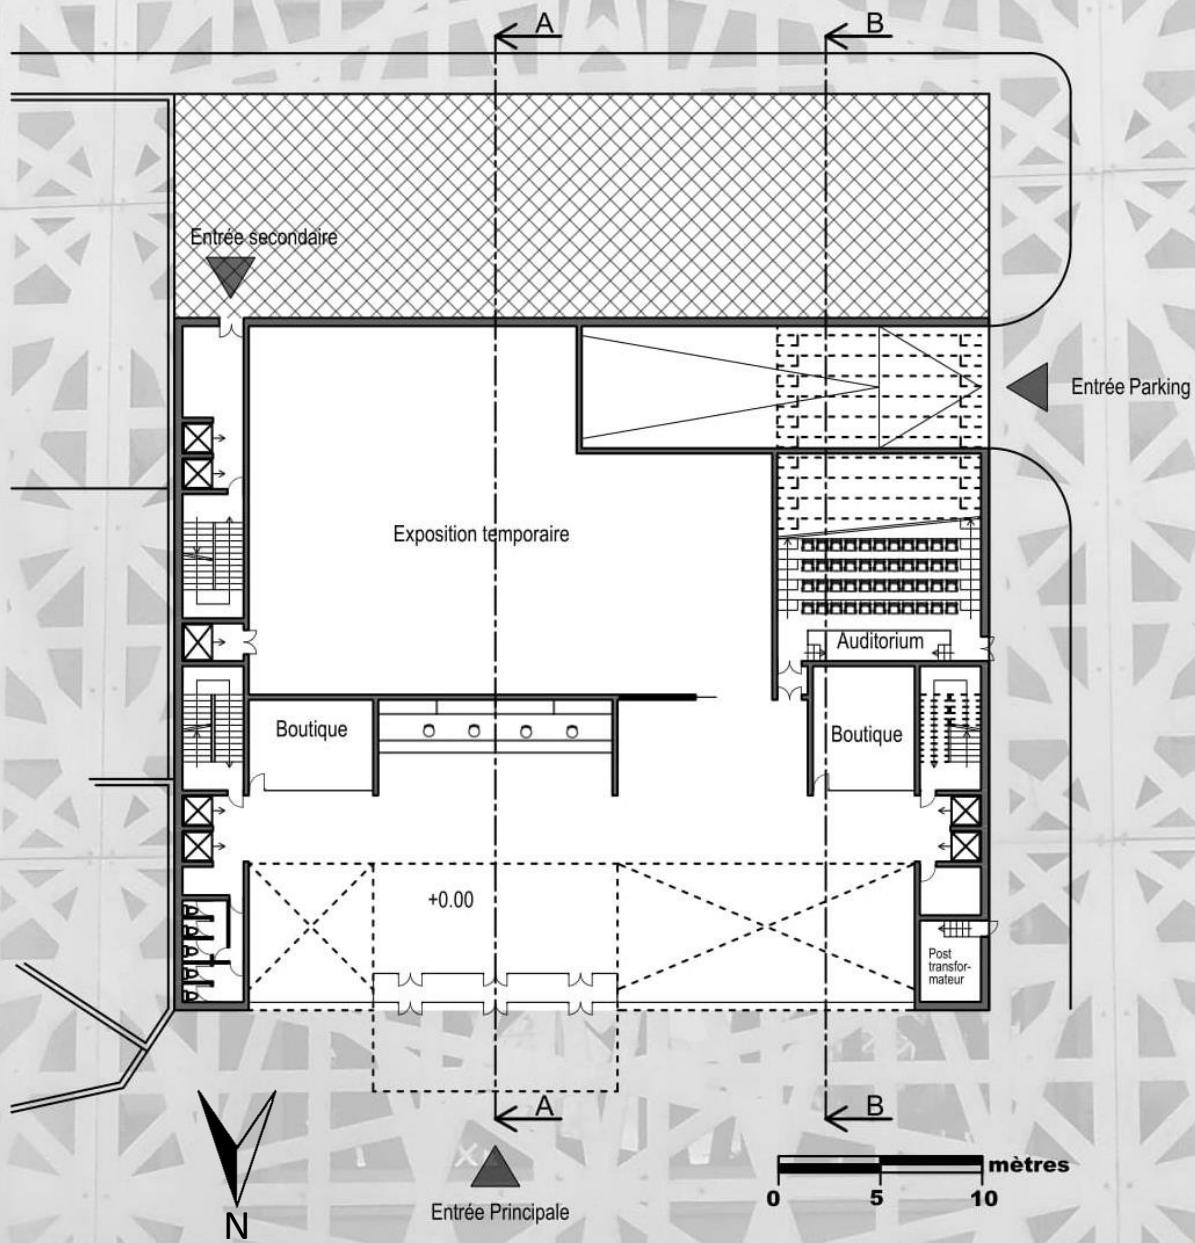 A
B
Entrée secondaire
Entrée Parking
Exposition temporaire
Auditorium
Boutique
Boutique
+0.00
Post
transfor-
mateur
A
B
mètres
0 5 10
N
Entrée Principale